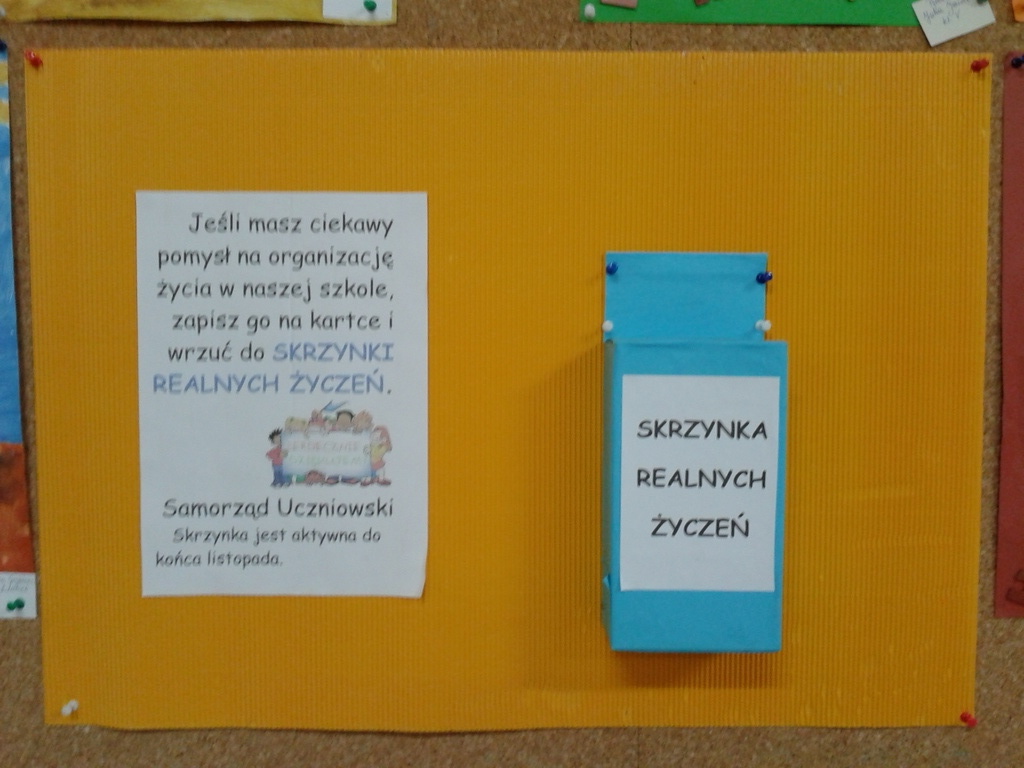 Jeśli masz ciekawy
pomysł na organizację
życia w naszej szkole,
zapisz go na kartce i
wrzuć do SKRZYNKI
REALNYCH ŻYCZEŃ.
Samorząd Uczniowski
Skrzynka jest aktywna do
końca listopada.
SKRZYNKA
REALNYCH
ŻYCZEŃ